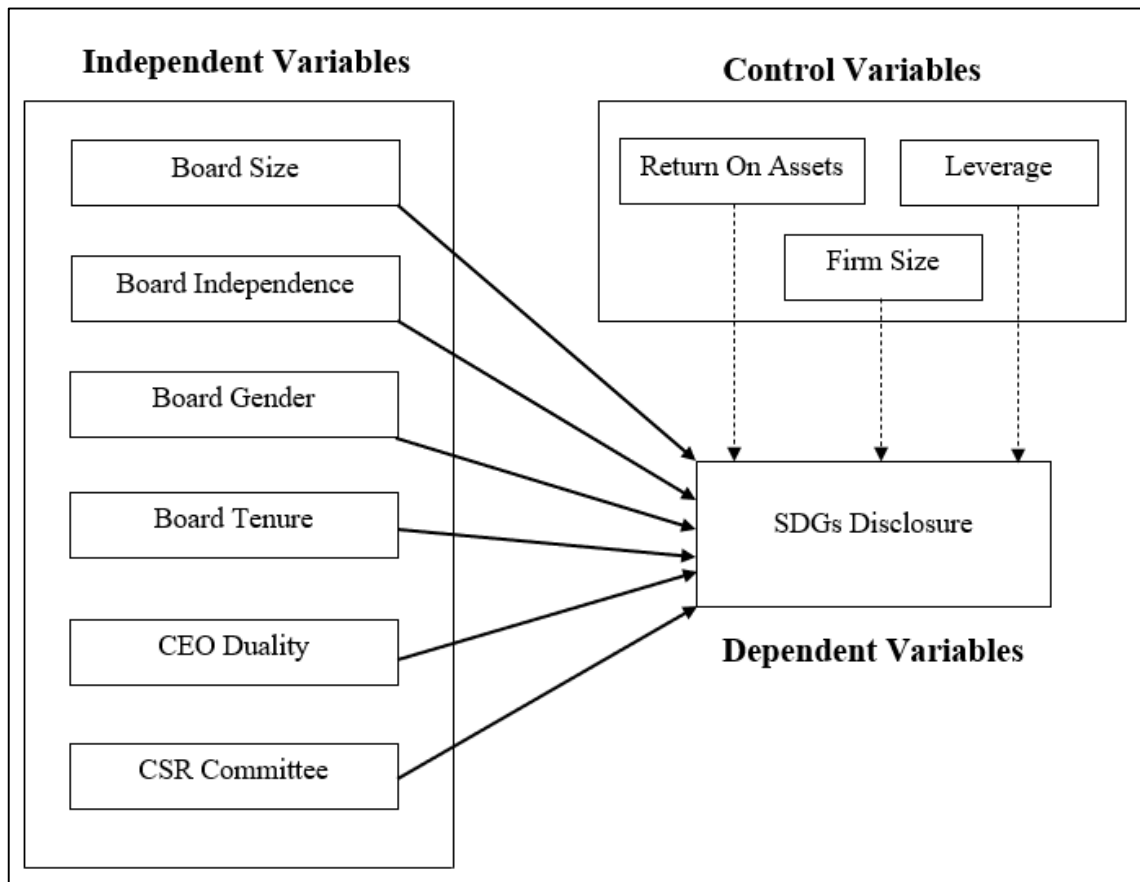 Independent Variables
Board Size
Board Independence
Board Gender
Board Tenure
CEO Duality
CSR Committee
Control Variables
Return On Assets
Leverage
Firm Size
SDGs Disclosure
Dependent Variables